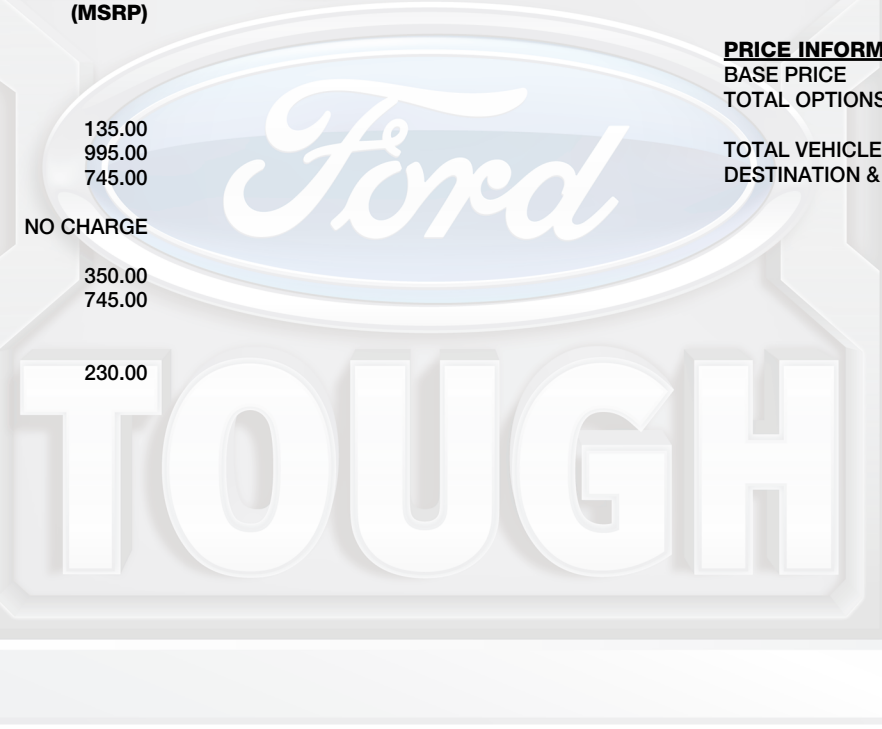 (MSRP)
135.00
995.00
745.00
NO CHARGE
350.00
745.00
230.00
PRICE INFORM
BASE PRICE
TOTAL OPTIONS
TOTAL VEHICLE
DESTINATION &
Ford
TOUGH